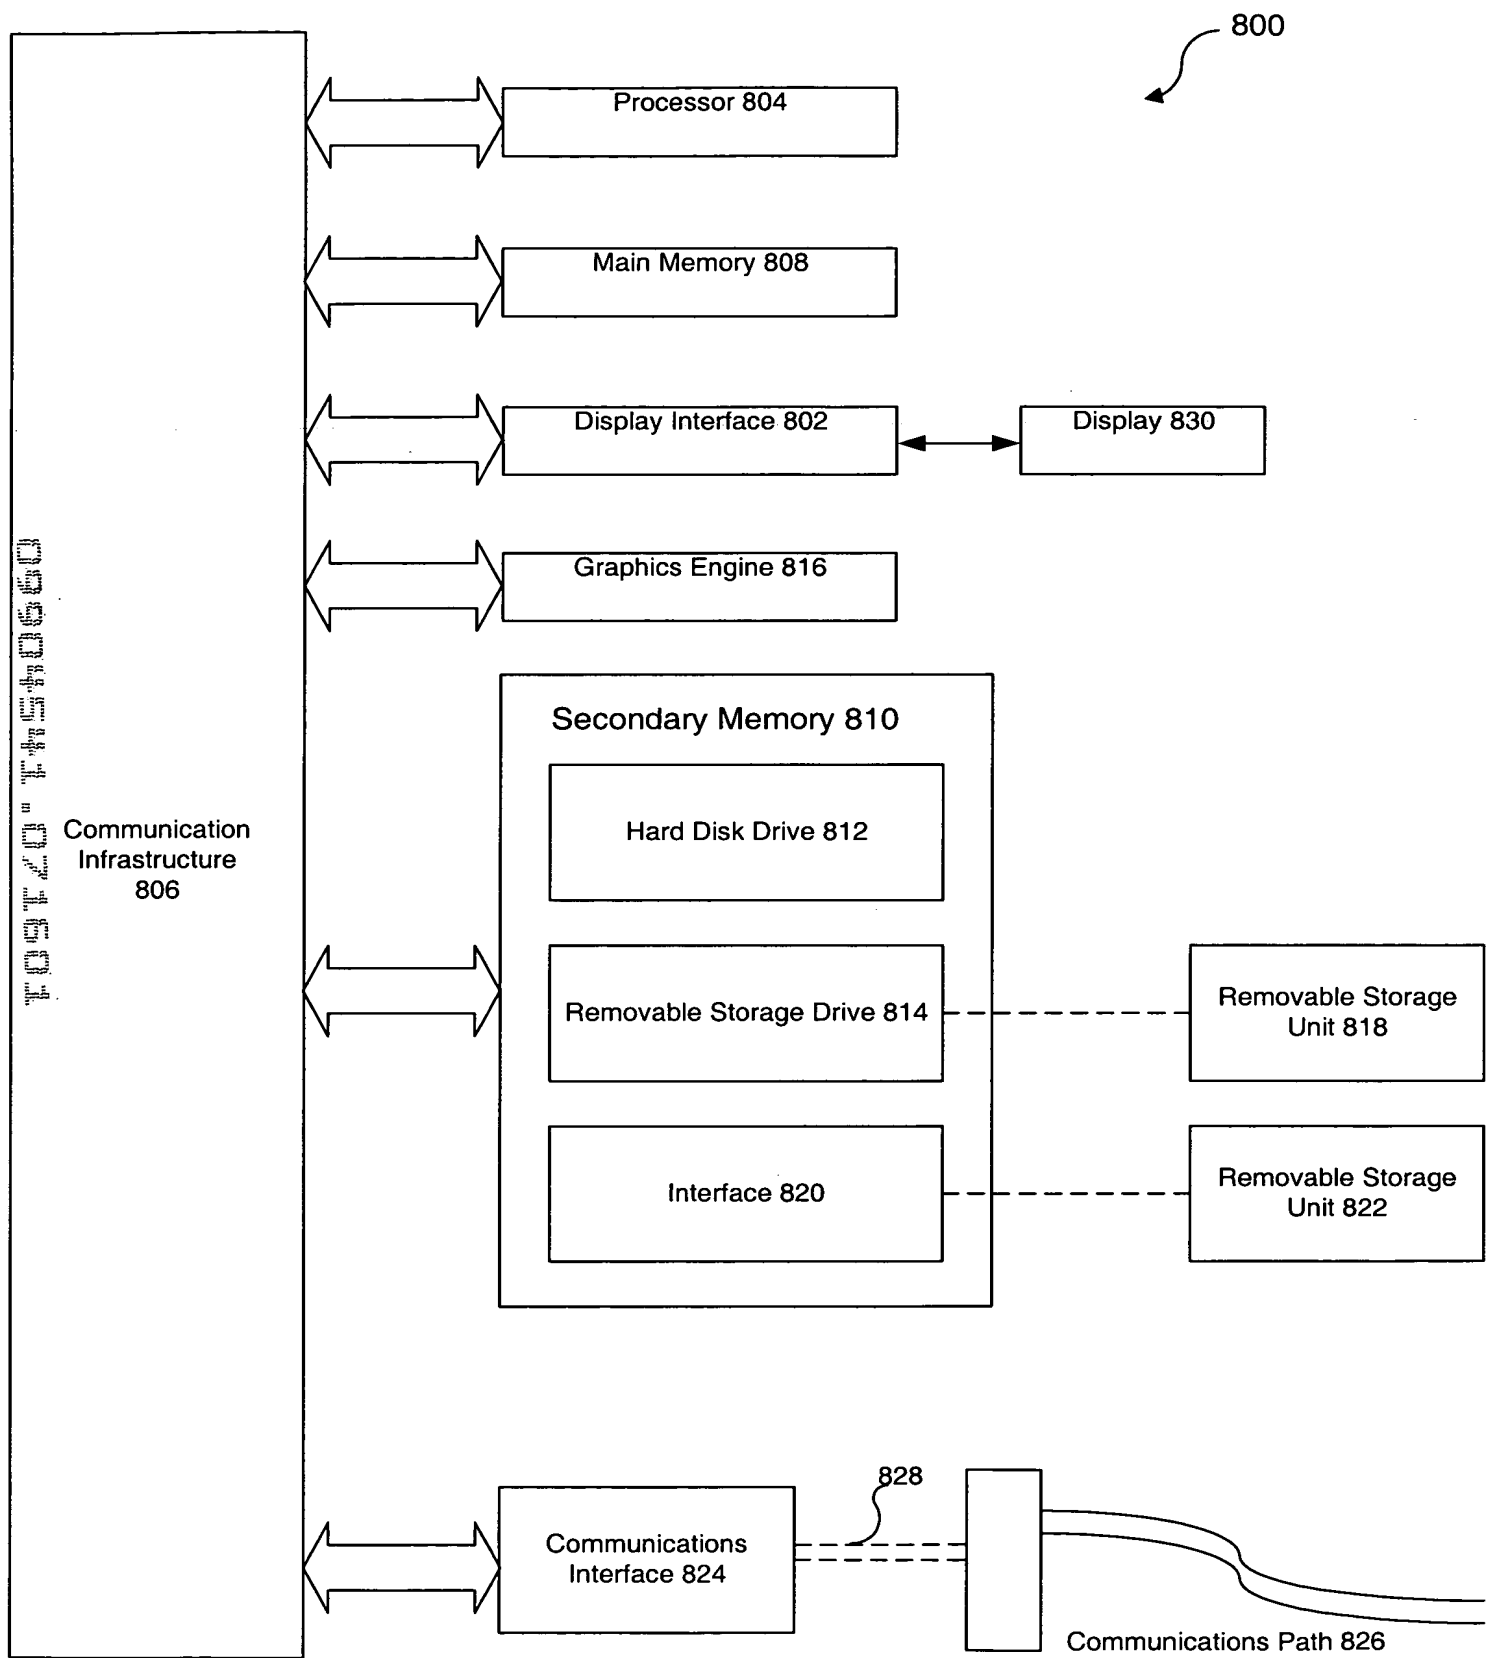 800
Processor 804
Main Memory 808
Display Interface 802
Display 830
Graphics Engine 816
Secondary Memory 810
Hard Disk Drive 812
Communication
Infrastructure
806
Removable Storage Drive 814
Removable Storage
Unit 818
Interface 820
Removable Storage
Unit 822
828
Communications
Interface 824
Communications Path 826